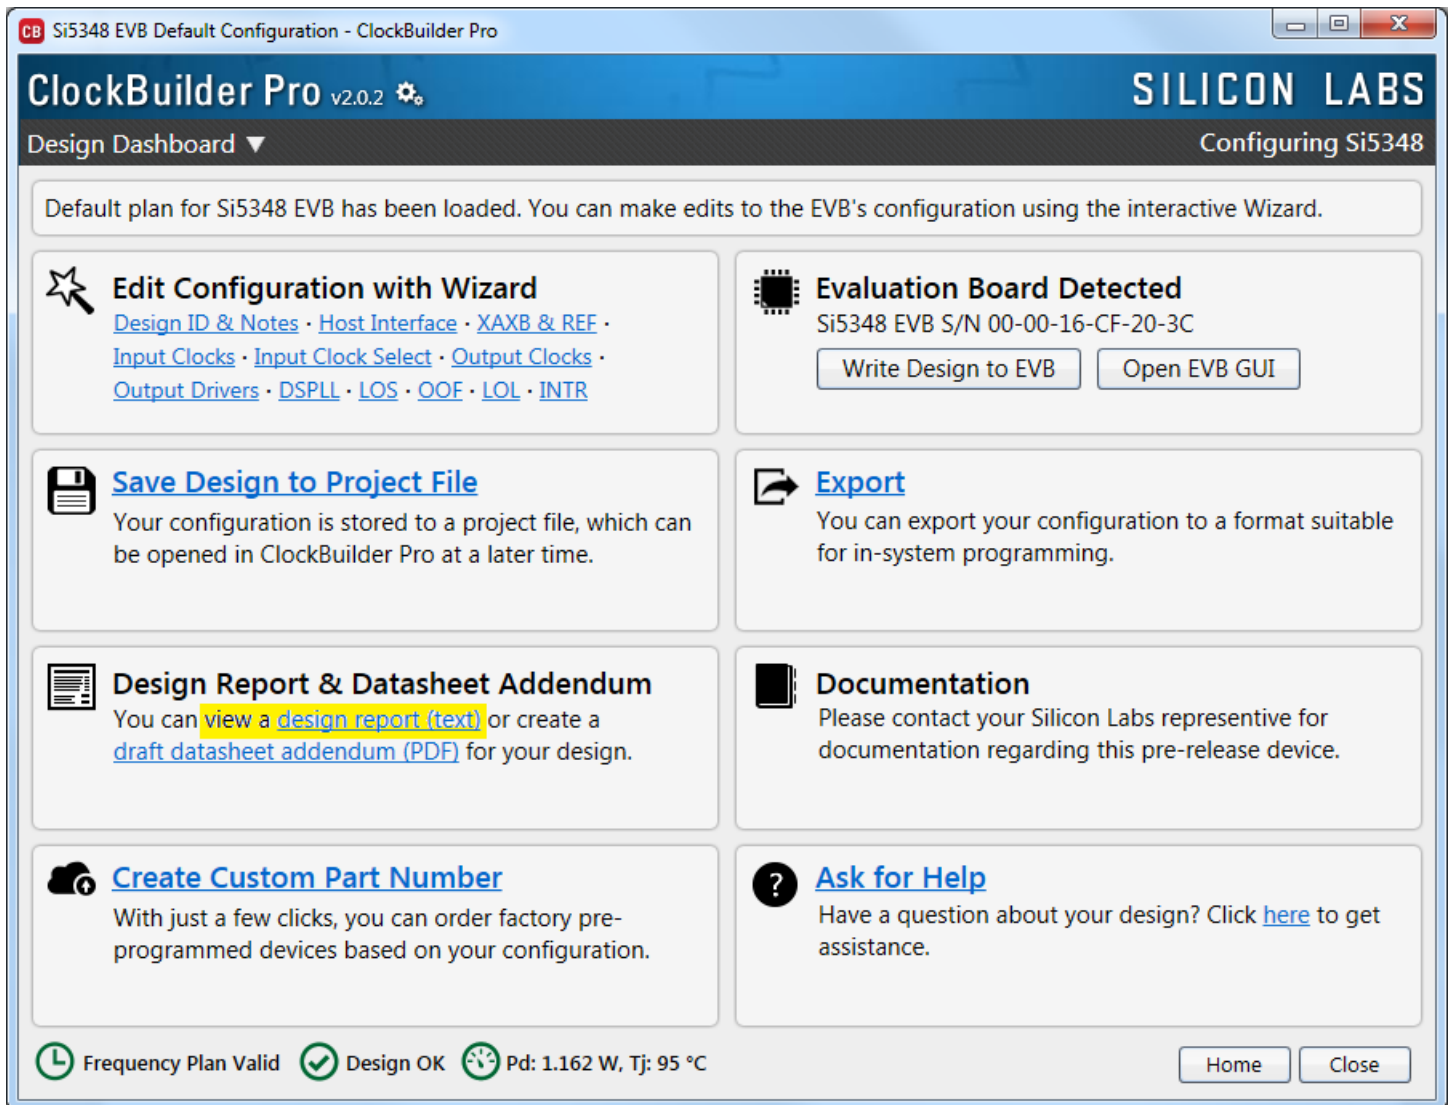 CB Si5348 EVB Default Configuration - ClockBuilder Pro
ClockBuilder Pro v2.0.2
SILICON LABS
Design Dashboard ▼
Configuring Si5348
Default plan for Si5348 EVB has been loaded. You can make edits to the EVB's configuration using the interactive Wizard.
Edit Configuration with Wizard
Design ID & Notes · Host Interface · XAXB & REF ·
Input Clocks · Input Clock Select · Output Clocks ·
Output Drivers · DSPLL · LOS · OOF · LOL · INTR
Evaluation Board Detected
Si5348 EVB S/N 00-00-16-CF-20-3C
Write Design to EVB
Open EVB GUI
Save Design to Project File
Your configuration is stored to a project file, which can
be opened in ClockBuilder Pro at a later time.
Export
You can export your configuration to a format suitable
for in-system programming.
Design Report & Datasheet Addendum
You can view a design report (text) or create a
draft datasheet addendum (PDF) for your design.
Documentation
Please contact your Silicon Labs representive for
documentation regarding this pre-release device.
Create Custom Part Number
With just a few clicks, you can order factory pre-
programmed devices based on your configuration.
? Ask for Help
Have a question about your design? Click here to get
assistance.
Frequency Plan Valid
Design OK
Pd: 1.162 W, Tj: 95 °C
Home
Close